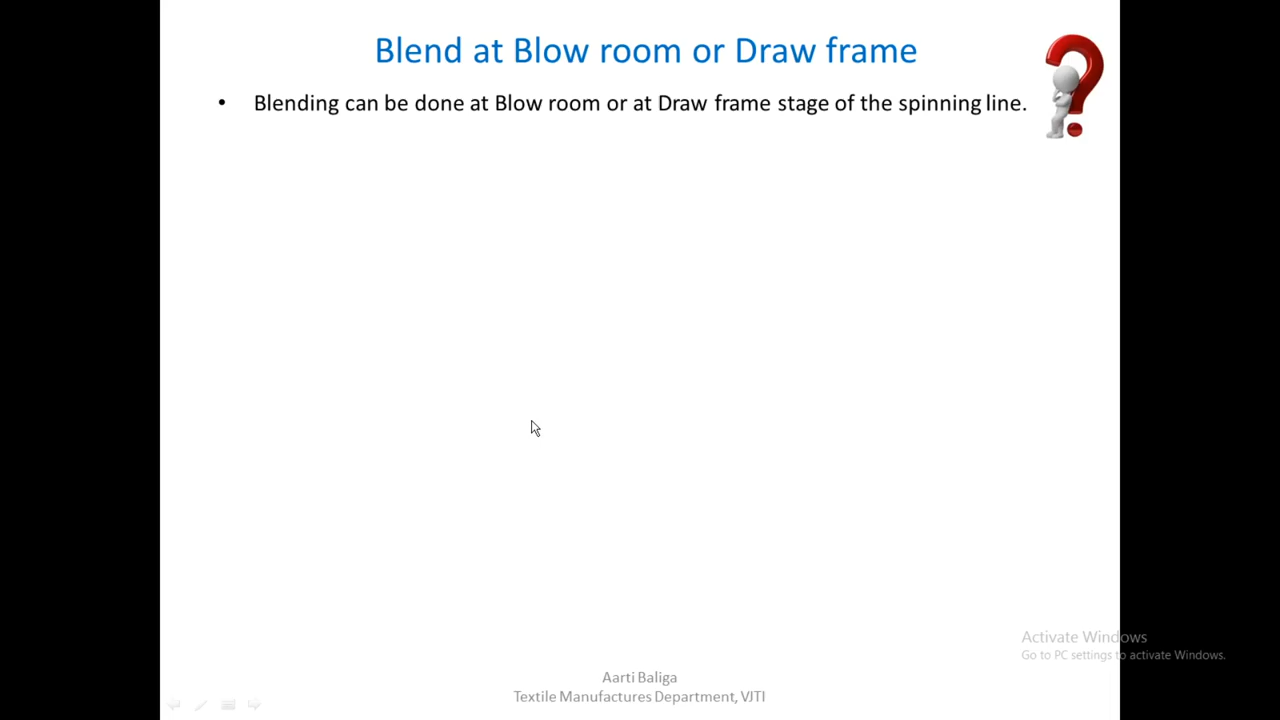 Blend at Blow room or Draw frame
• Blending can be done at Blow room or at Draw frame stage of the spinning line.
Activate Windows
Go to PC settings to activate Windows.
Aarti Baliga
Textile Manufactures Department, VJTI